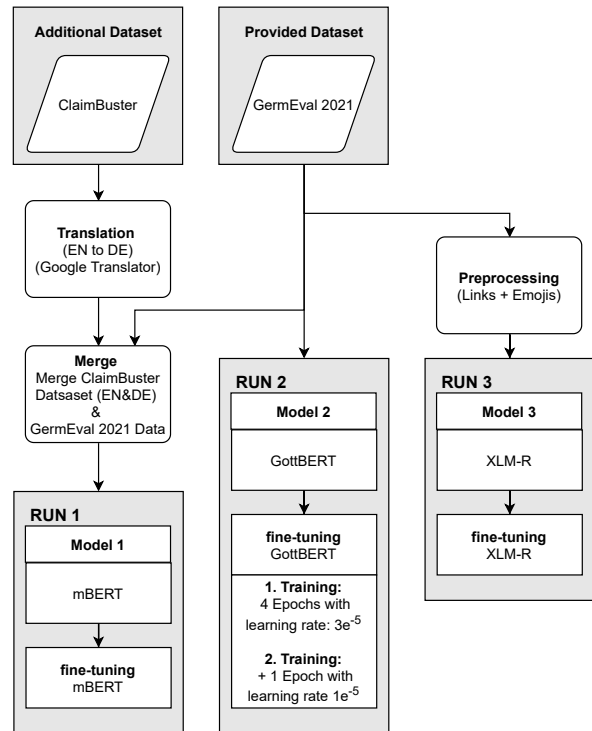 Additional Dataset
ClaimBuster
Provided Dataset
GermEval 2021
Translation
(EN to DE)
(Google Translator)
Preprocessing
(Links + Emojis)
Merge
Merge ClaimBuster
Datsaset (EN&DE)
&
GermEval 2021 Data
RUN 1
Model 1
mBERT
fine-tuning
mBERT
RUN 2
Model 2
GottBERT
fine-tuning
GottBERT
1. Training:
4 Epochs with
learning rate: 3e-5
2. Training:
+ 1 Epoch with
learning rate 1e-5
RUN 3
Model 3
XLM-R
fine-tuning
XLM-R